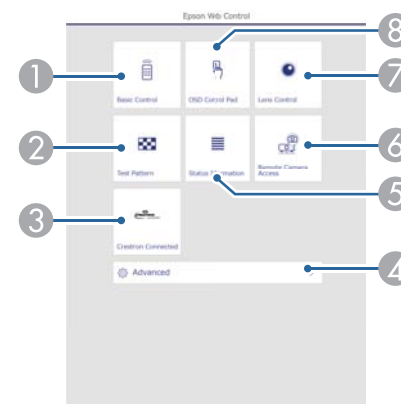 Epson Web Control
8
1
7
Basic Control
OSD Control Pad
Lens Control
2
6
Test Pattern
Status Information
Remote Camera
Access
5
3
Crestron Connected
4
Advanced